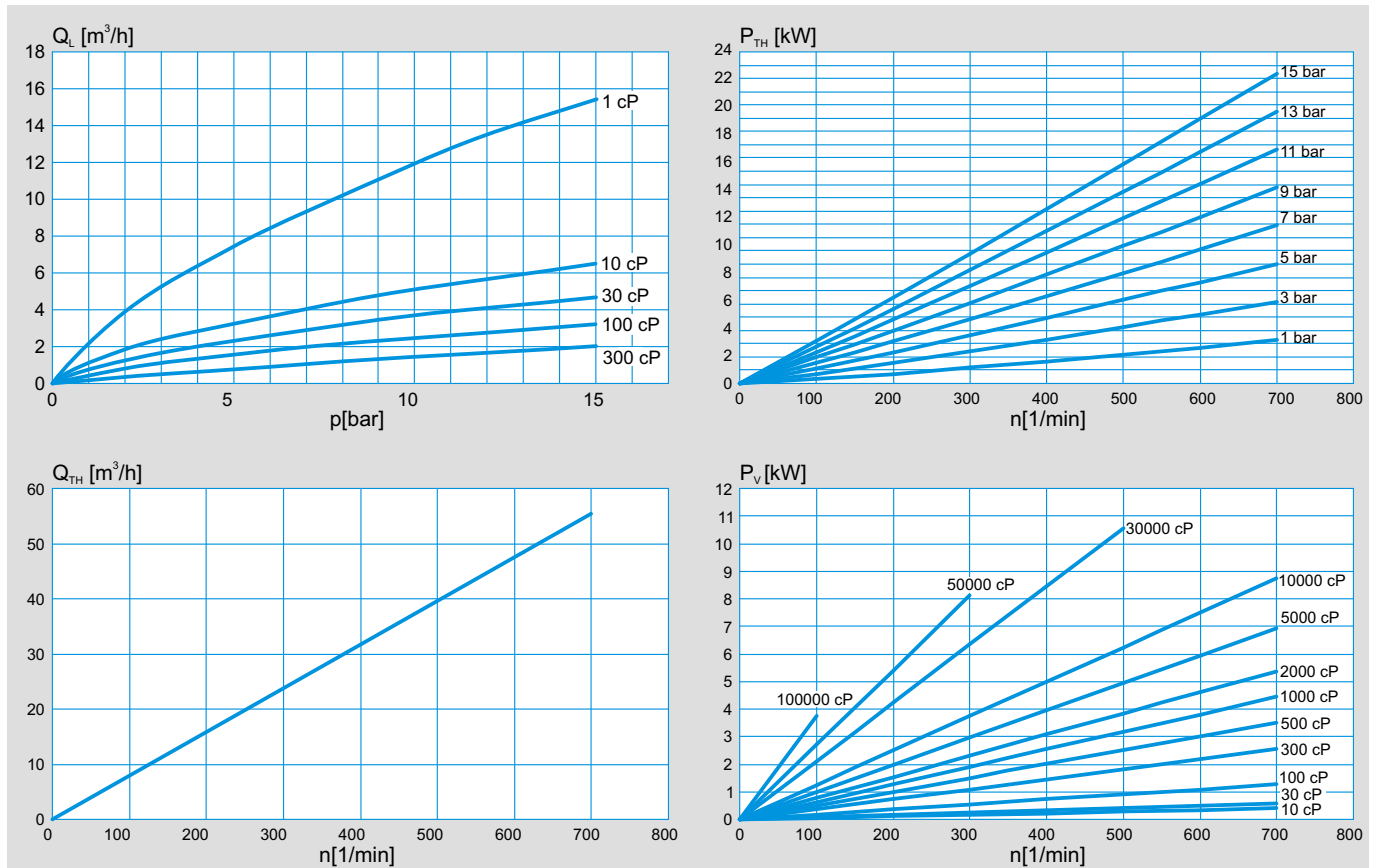 Q_L [m³/h]
18
16
14
12
10
8
6
4
2
0
1 cP
10 cP
30 cP
100 cP
300 cP
0 5 10 15
p[bar]
P_TH [kW]
24
22
20
18
16
14
12
10
8
6
4
2
0
15 bar
13 bar
11 bar
9 bar
7 bar
5 bar
3 bar
1 bar
0 100 200 300 400 500 600 700 800
n[1/min]
Q_TH [m³/h]
60
50
40
30
20
10
0
0 100 200 300 400 500 600 700 800
n[1/min]
P_V [kW]
12
11
10
9
8
7
6
5
4
3
2
1
0
30000 cP
50000 cP
10000 cP
5000 cP
2000 cP
100000 cP
1000 cP
500 cP
300 cP
100 cP
30 cP
10 cP
0 100 200 300 400 500 600 700 800
n[1/min]